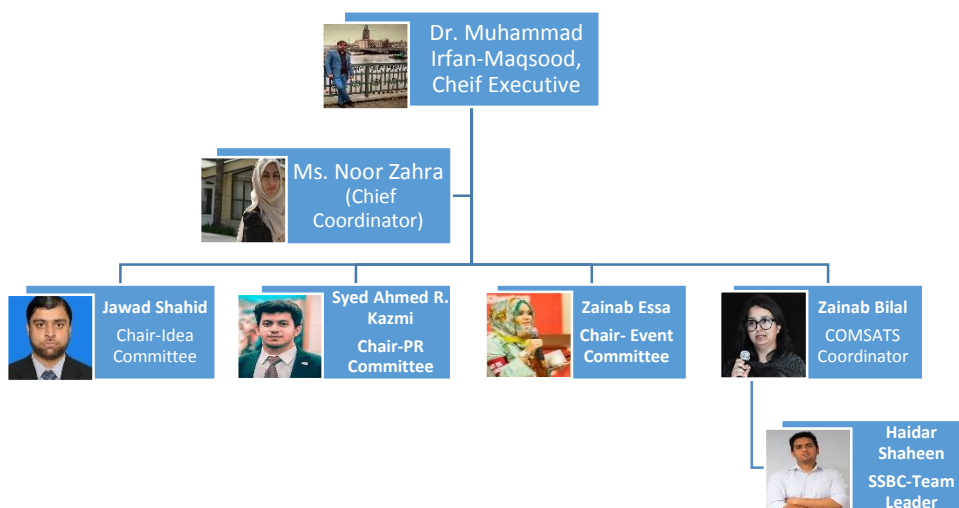 Dr. Muhammad
Irfan-Maqsood,
Cheif Executive
Ms. Noor Zahra
(Chief
Coordinator)
Jawad Shahid
Chair-Idea
Committee
Syed Ahmed R.
Kazmi
Chair-PR
Committee
Zainab Essa
Chair- Event
Committee
Zainab Bilal
COMSATS
Coordinator
Haidar
Shaheen
SSBC-Team
Leader